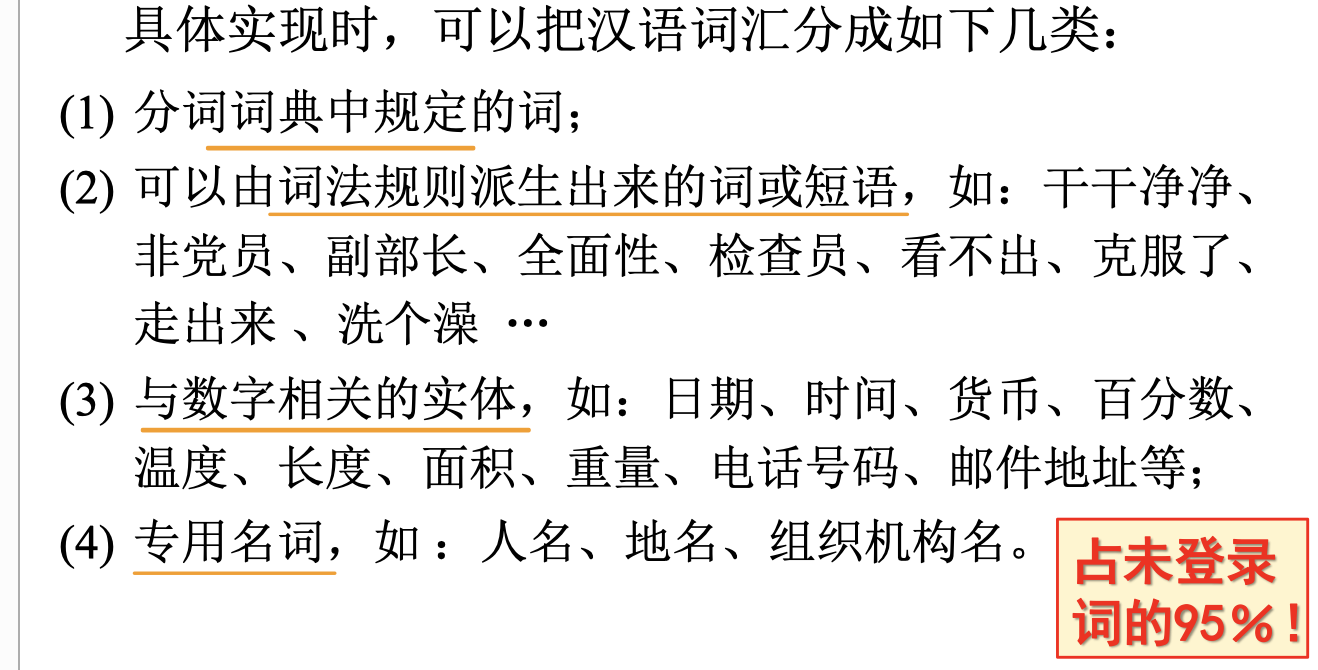 具体实现时，可以把汉语词汇分成如下几类：
(1) 分词词典中规定的词；
(2) 可以由词法规则派生出来的词或短语，如：干干净净、
非党员、副部长、全面性、检查员、看不出、克服了、
走出来 、洗个澡 …
(3) 与数字相关的实体，如：日期、时间、货币、百分数、
温度、长度、面积、重量、电话号码、邮件地址等；
(4) 专用名词，如 ：人名、地名、组织机构名。
占未登录
词的95%！